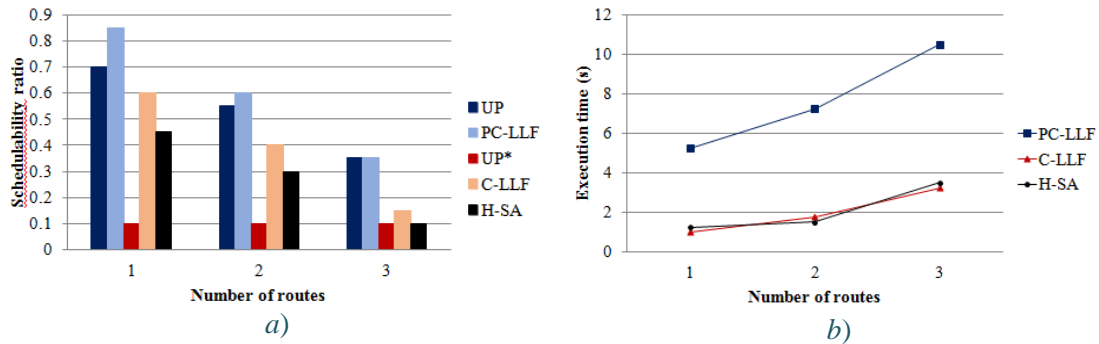 Schedulability ratio
0.9
0.8
0.7
0.6
0.5
0.4
0.3
0.2
0.1
0
1
2
3
Number of routes
UP
PC-LLF
UP*
C-LLF
H-SA
a)
Execution time (s)
12
10
8
6
4
2
0
1
2
3
Number of routes
PC-LLF
C-LLF
H-SA
b)